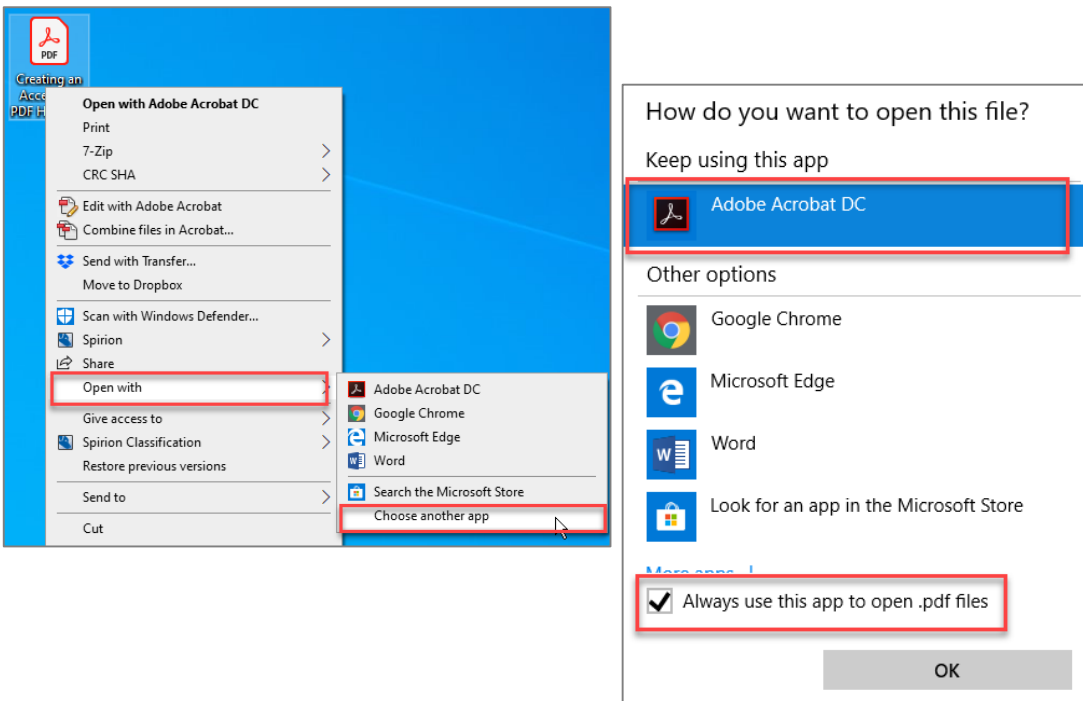 PDF
Creating an
Acce
PDF H
Open with Adobe Acrobat DC
Print
7-Zip
CRC SHA
Edit with Adobe Acrobat
Combine files in Acrobat...
Send with Transfer...
Move to Dropbox
Scan with Windows Defender...
Spirion
Share
Open with
Give access to
Spirion Classification
Restore previous versions
Send to
Cut
Adobe Acrobat DC
Google Chrome
Microsoft Edge
Word
Search the Microsoft Store
Choose another app
How do you want to open this file?
Keep using this app
Adobe Acrobat DC
Other options
Google Chrome
Microsoft Edge
Word
Look for an app in the Microsoft Store
More apps
Always use this app to open .pdf files
OK